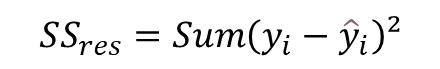 SS_res = Sum(y_i − ŷ_i)²